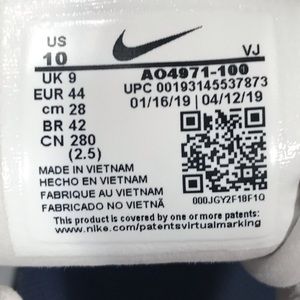 US
10
VJ
UK 9
AO4971-100
EUR 44
UPC 00193145537873
cm 28
01/16/19 | 04/12/19
BR 42
CN 280
(2.5)
MADE IN VIETNAM
HECHO EN VIETNAM
FABRIQUÉ AU VIETNAM
FABRICADO NO VIETNÃ
000JGY2F18F1Q
This product is covered by one or more patents:
www.nike.com/patentsvirtualmarking